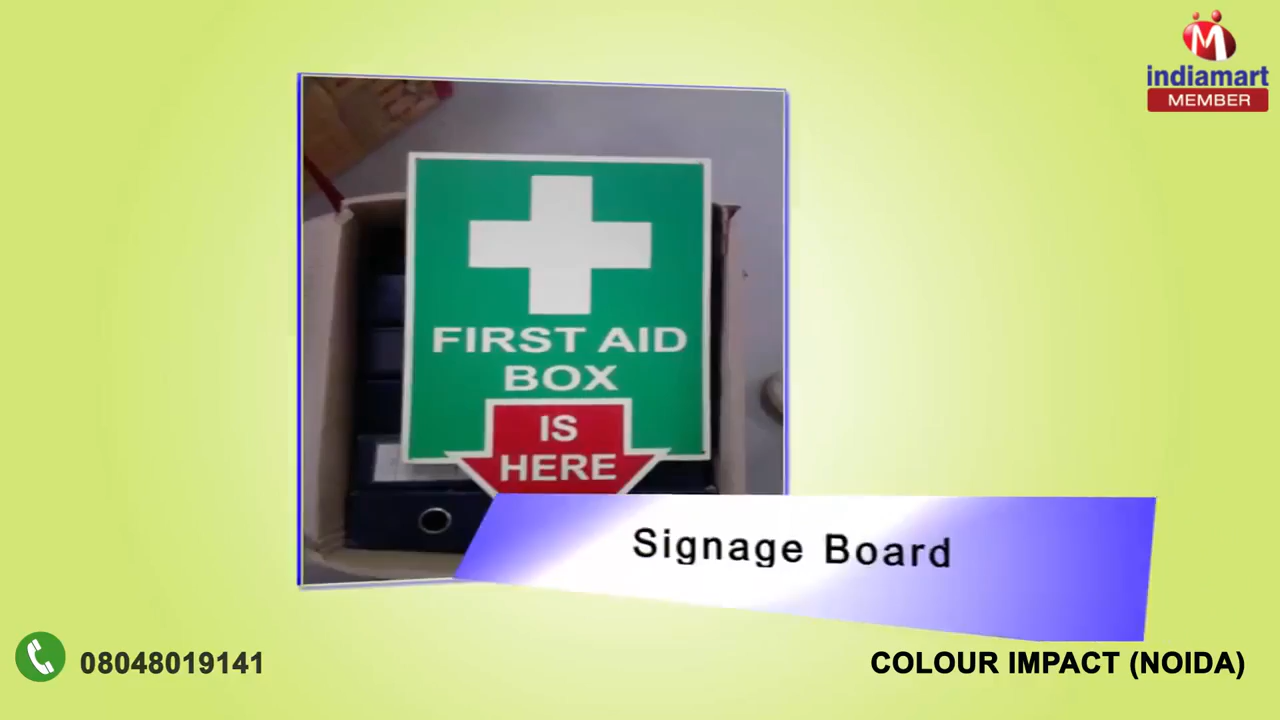 indiamart
MEMBER
FIRST AID
BOX
IS
HERE
Signage Board
08048019141
COLOUR IMPACT (NOIDA)